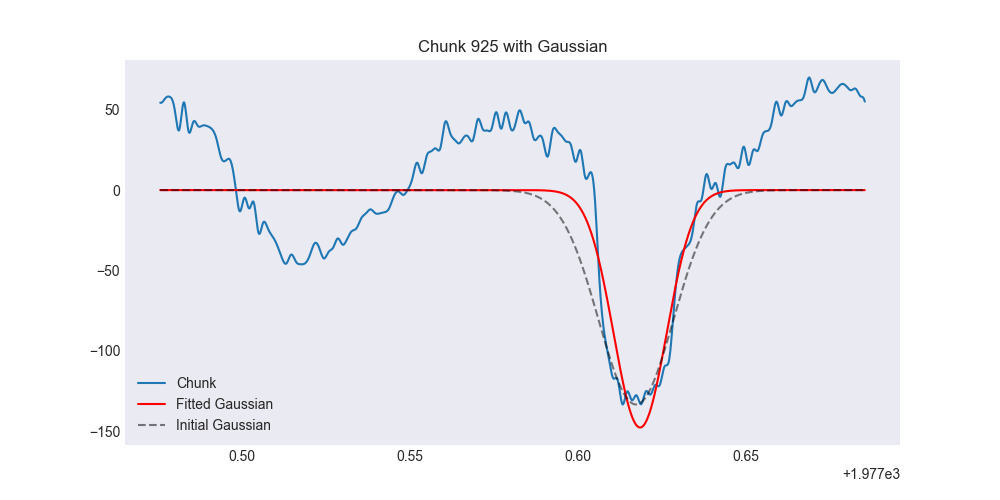 Chunk 925 with Gaussian
50
0
−50
−100
−150
Chunk
Fitted Gaussian
Initial Gaussian
0.50 0.55 0.60 0.65
+1.977e3